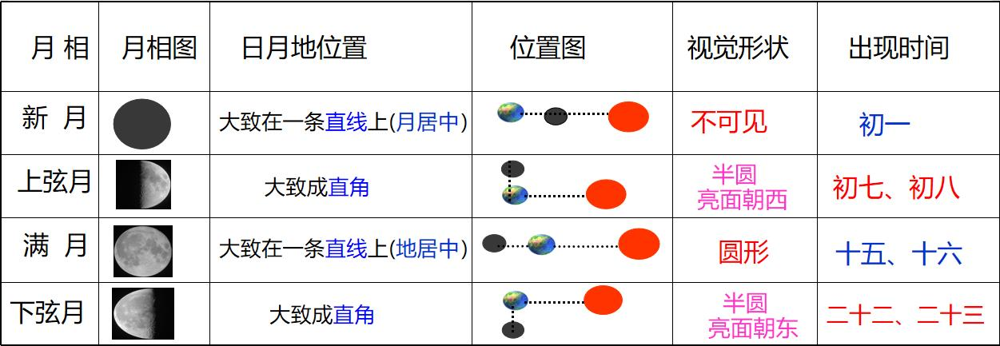 月 相 月相图 日月地位置 位置图 视觉形状 出现时间
新 月 大致在一条直线上(月居中) 不可见 初一
上弦月 大致成直角 半圆 初七、初八
亮面朝西
满 月 大致在一条直线上(地居中) 圆形 十五、十六
下弦月 大致成直角 半圆 二十二、二十三
亮面朝东